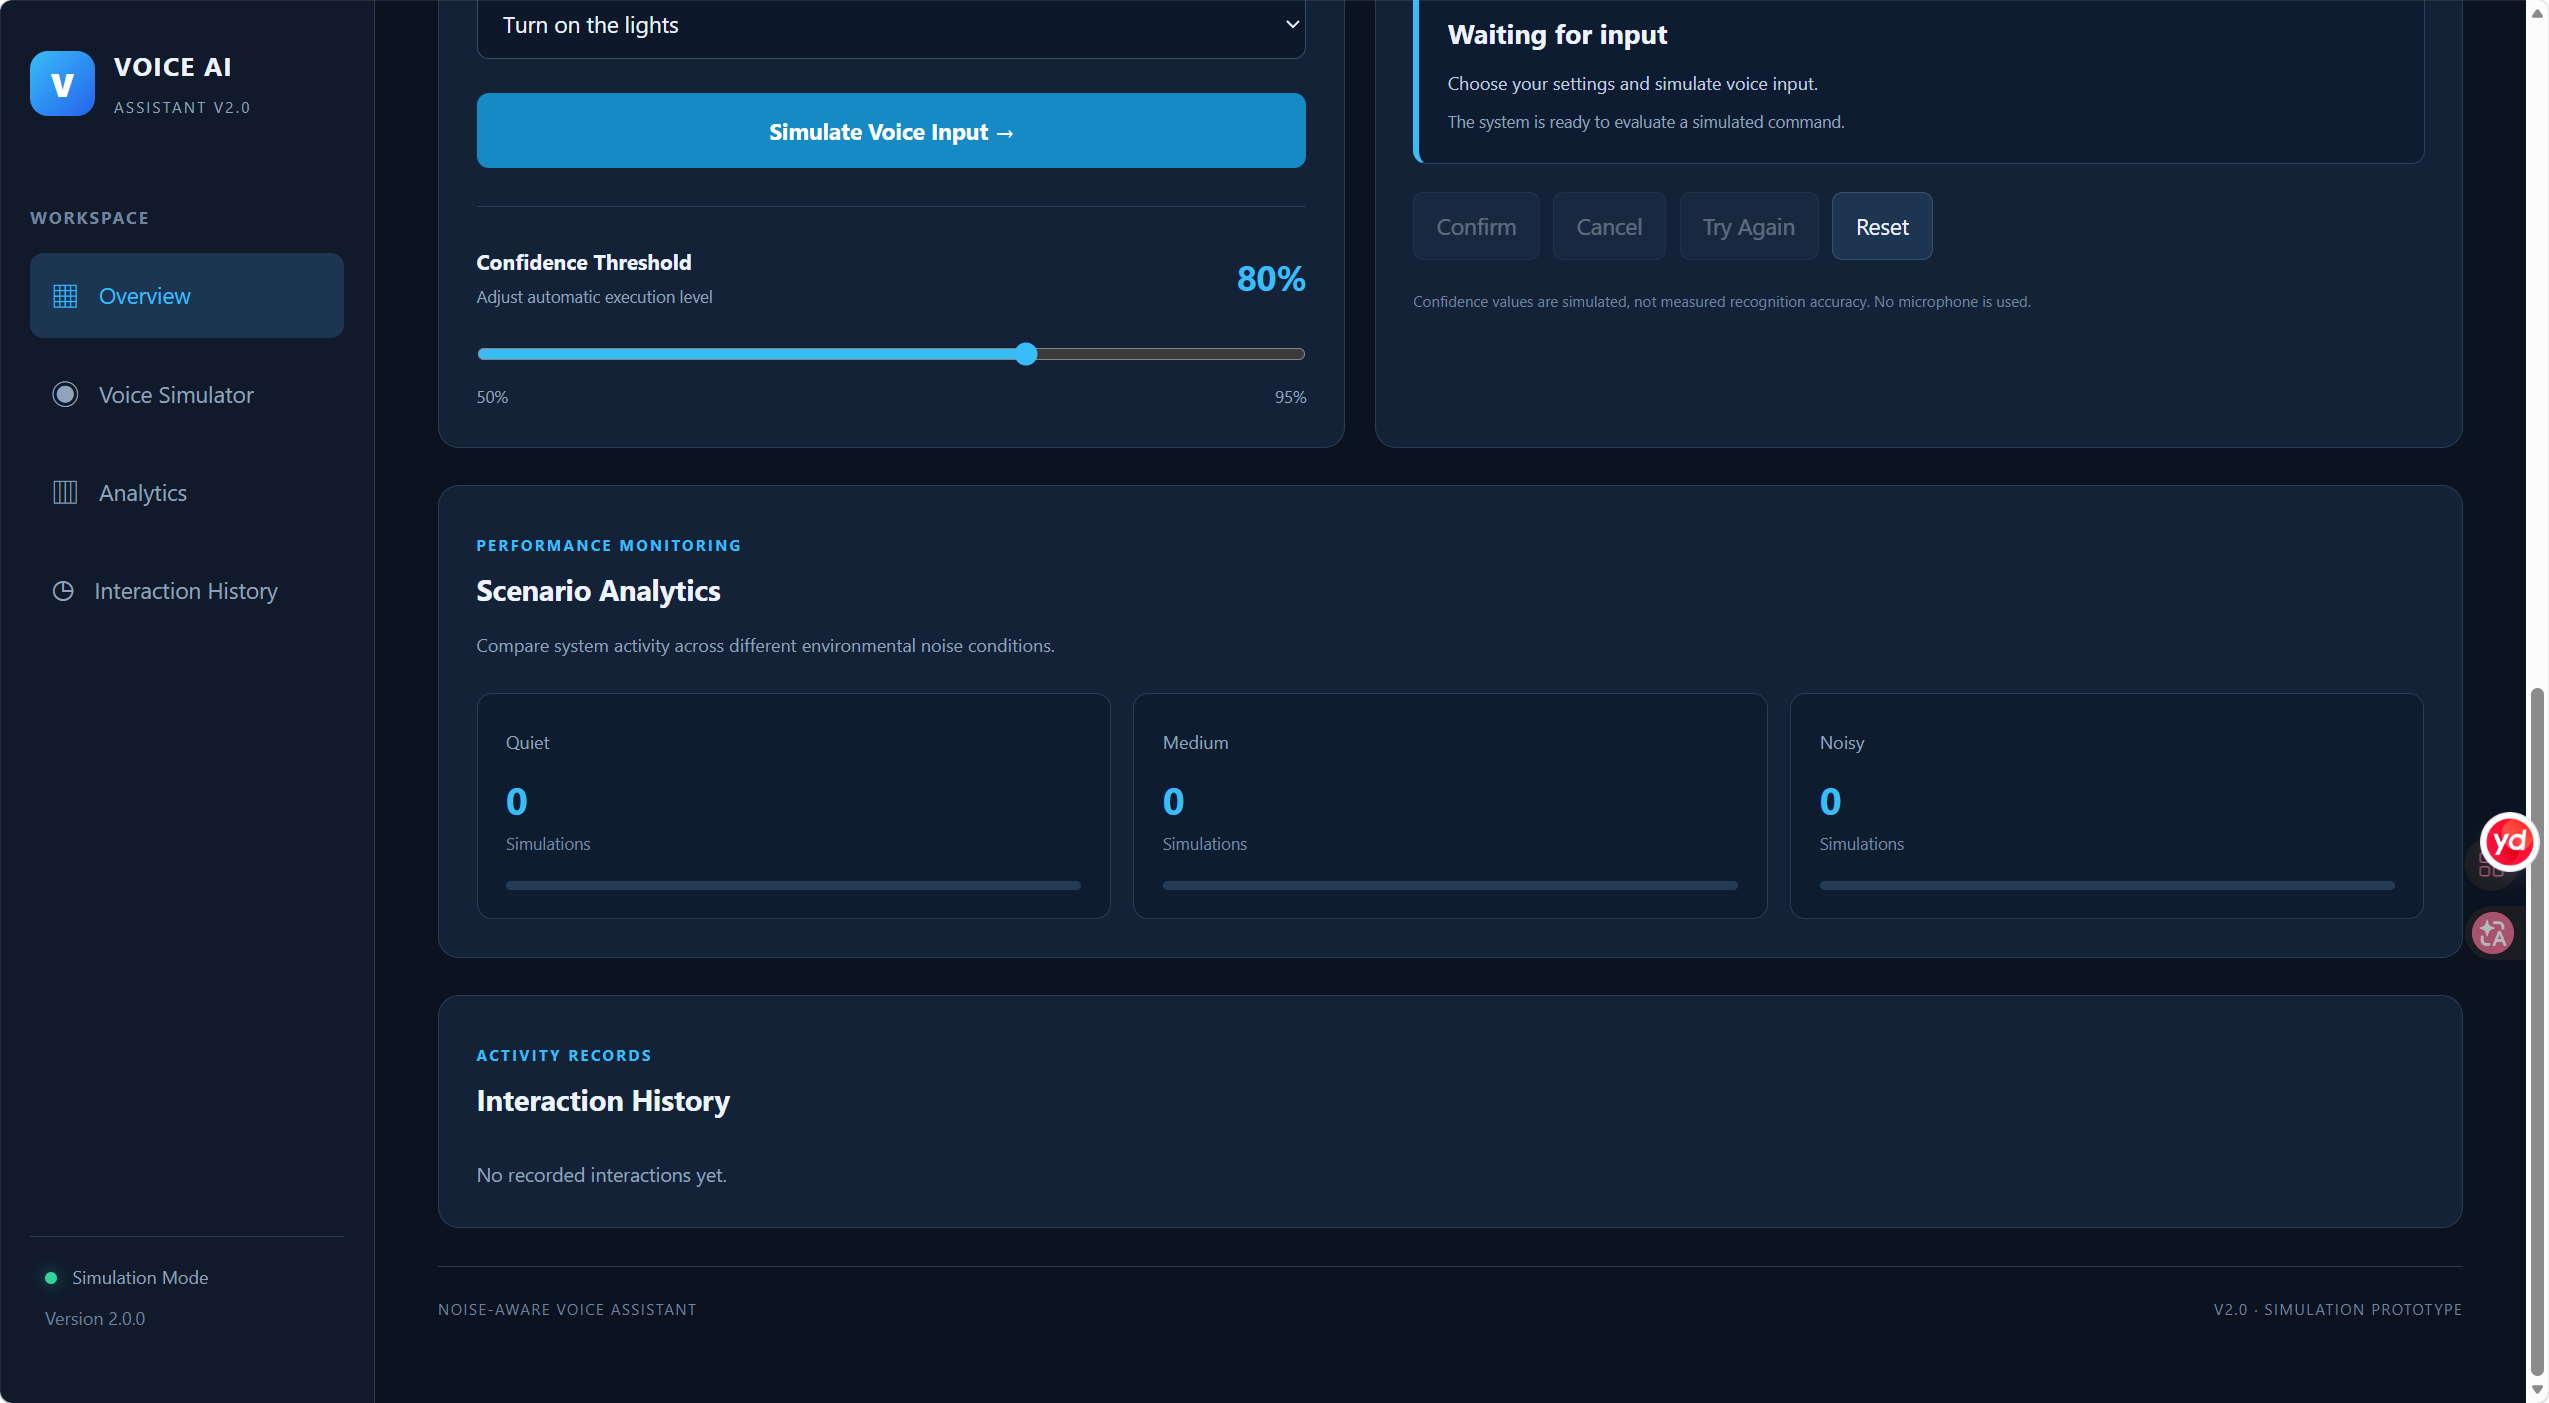 V
VOICE AI
ASSISTANT V2.0
WORKSPACE
Overview
Voice Simulator
Analytics
Interaction History
Simulation Mode
Version 2.0.0
Turn on the lights
Simulate Voice Input →
Confidence Threshold
Adjust automatic execution level
80%
50%
95%
Waiting for input
Choose your settings and simulate voice input.
The system is ready to evaluate a simulated command.
Confirm
Cancel
Try Again
Reset
Confidence values are simulated, not measured recognition accuracy. No microphone is used.
PERFORMANCE MONITORING
Scenario Analytics
Compare system activity across different environmental noise conditions.
Quiet
0
Simulations
Medium
0
Simulations
Noisy
0
Simulations
yd
A
ACTIVITY RECORDS
Interaction History
No recorded interactions yet.
NOISE-AWARE VOICE ASSISTANT
V2.0 · SIMULATION PROTOTYPE